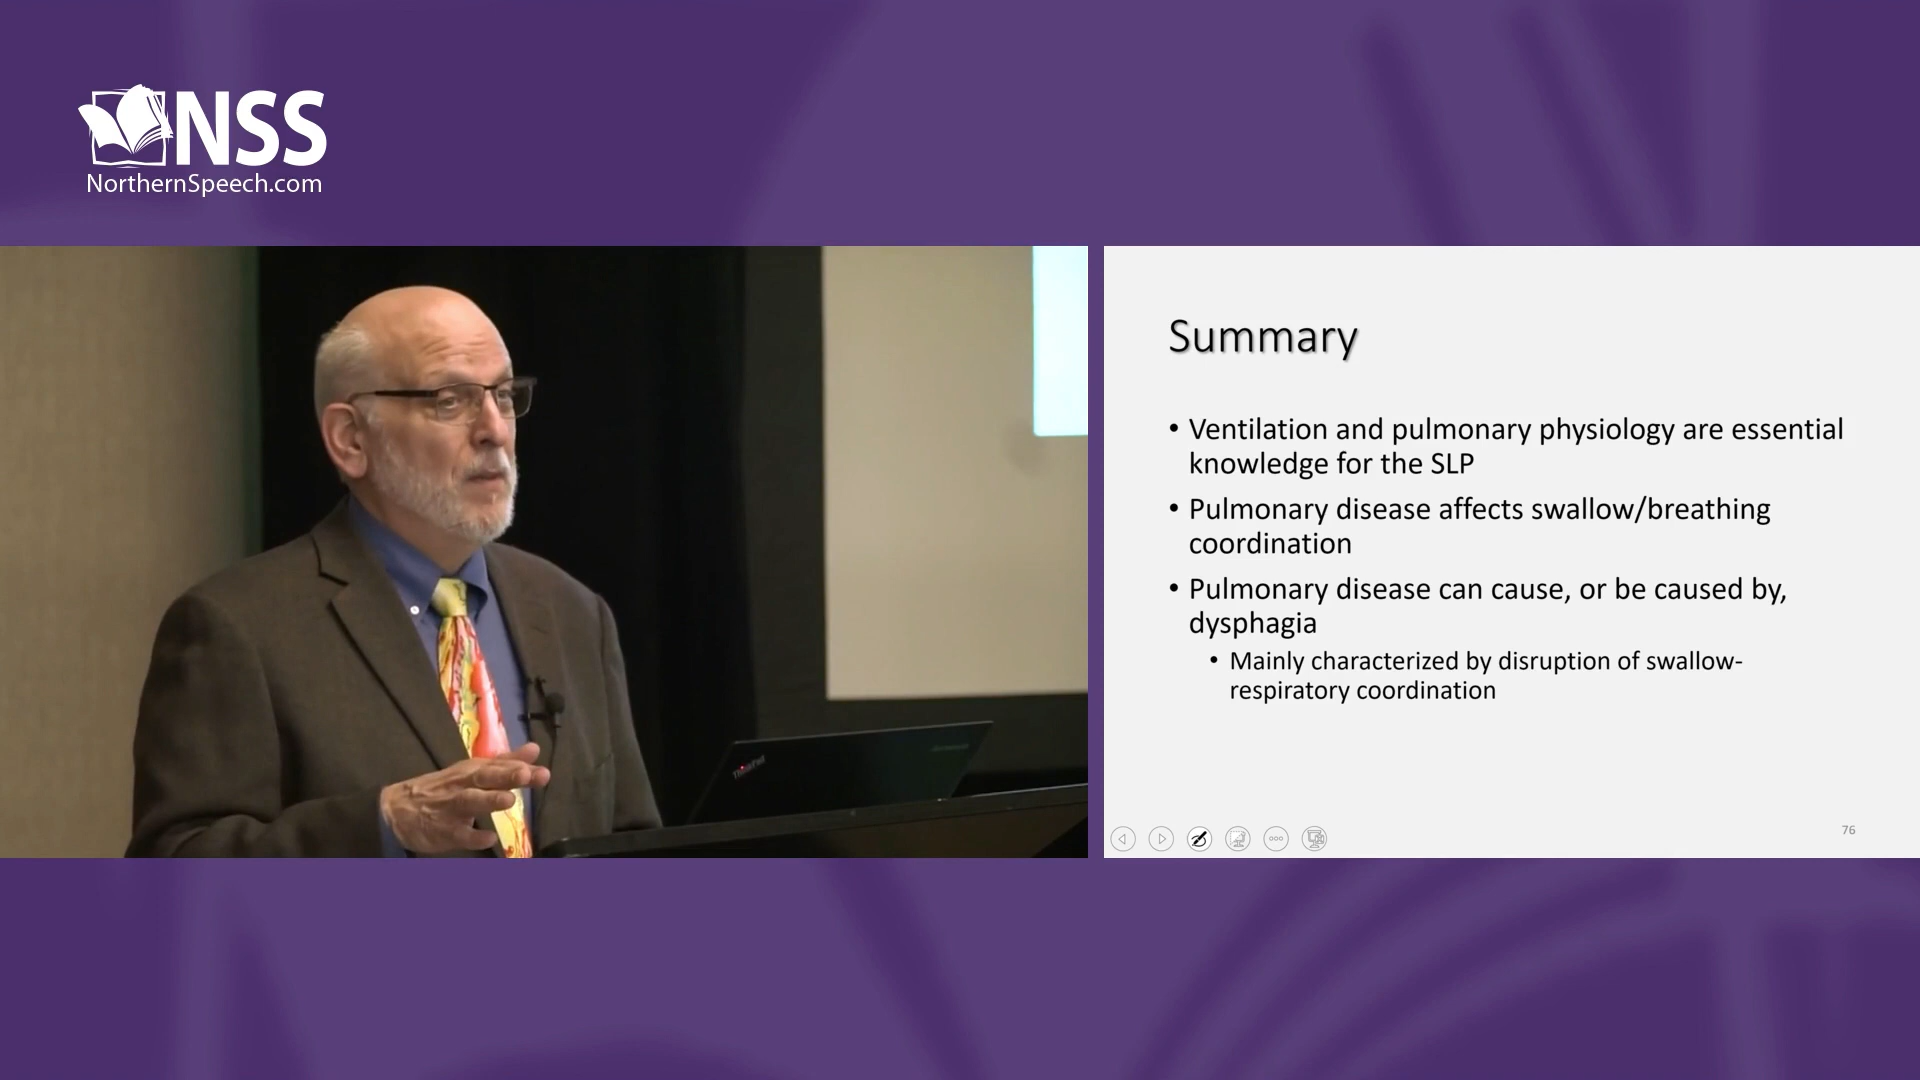 NSS
NorthernSpeech.com
ThinkPad
Summary
• Ventilation and pulmonary physiology are essential
knowledge for the SLP
• Pulmonary disease affects swallow/breathing
coordination
• Pulmonary disease can cause, or be caused by,
dysphagia
• Mainly characterized by disruption of swallow-
respiratory coordination
76